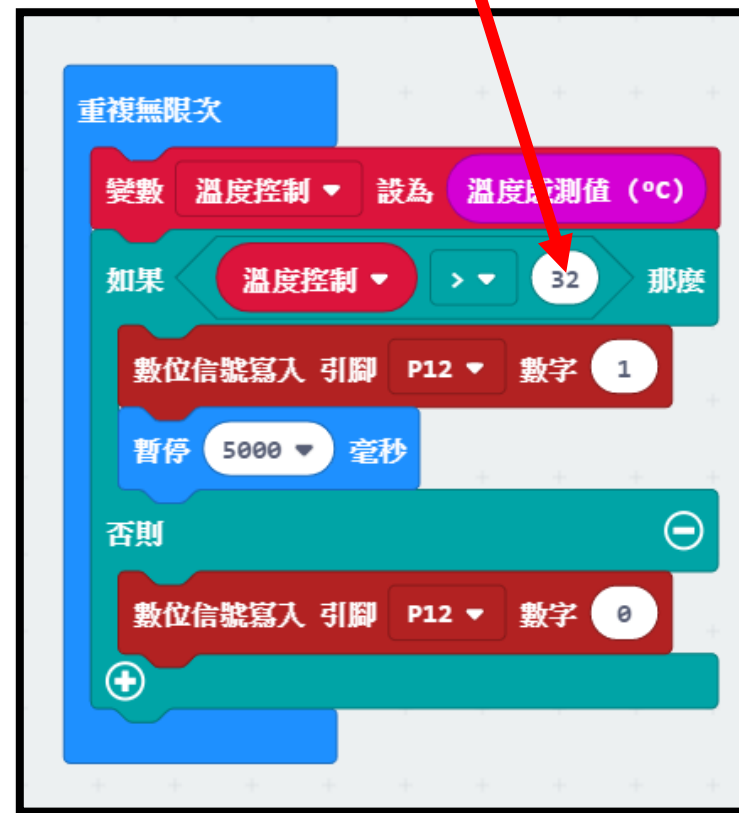 重複無限次
變數 溫度控制 設為 溫度感測值 (°C)
如果 溫度控制 > 32 那麼
數位信號寫入 引腳 P12 數字 1
暫停 5000 毫秒
否則
數位信號寫入 引腳 P12 數字 0